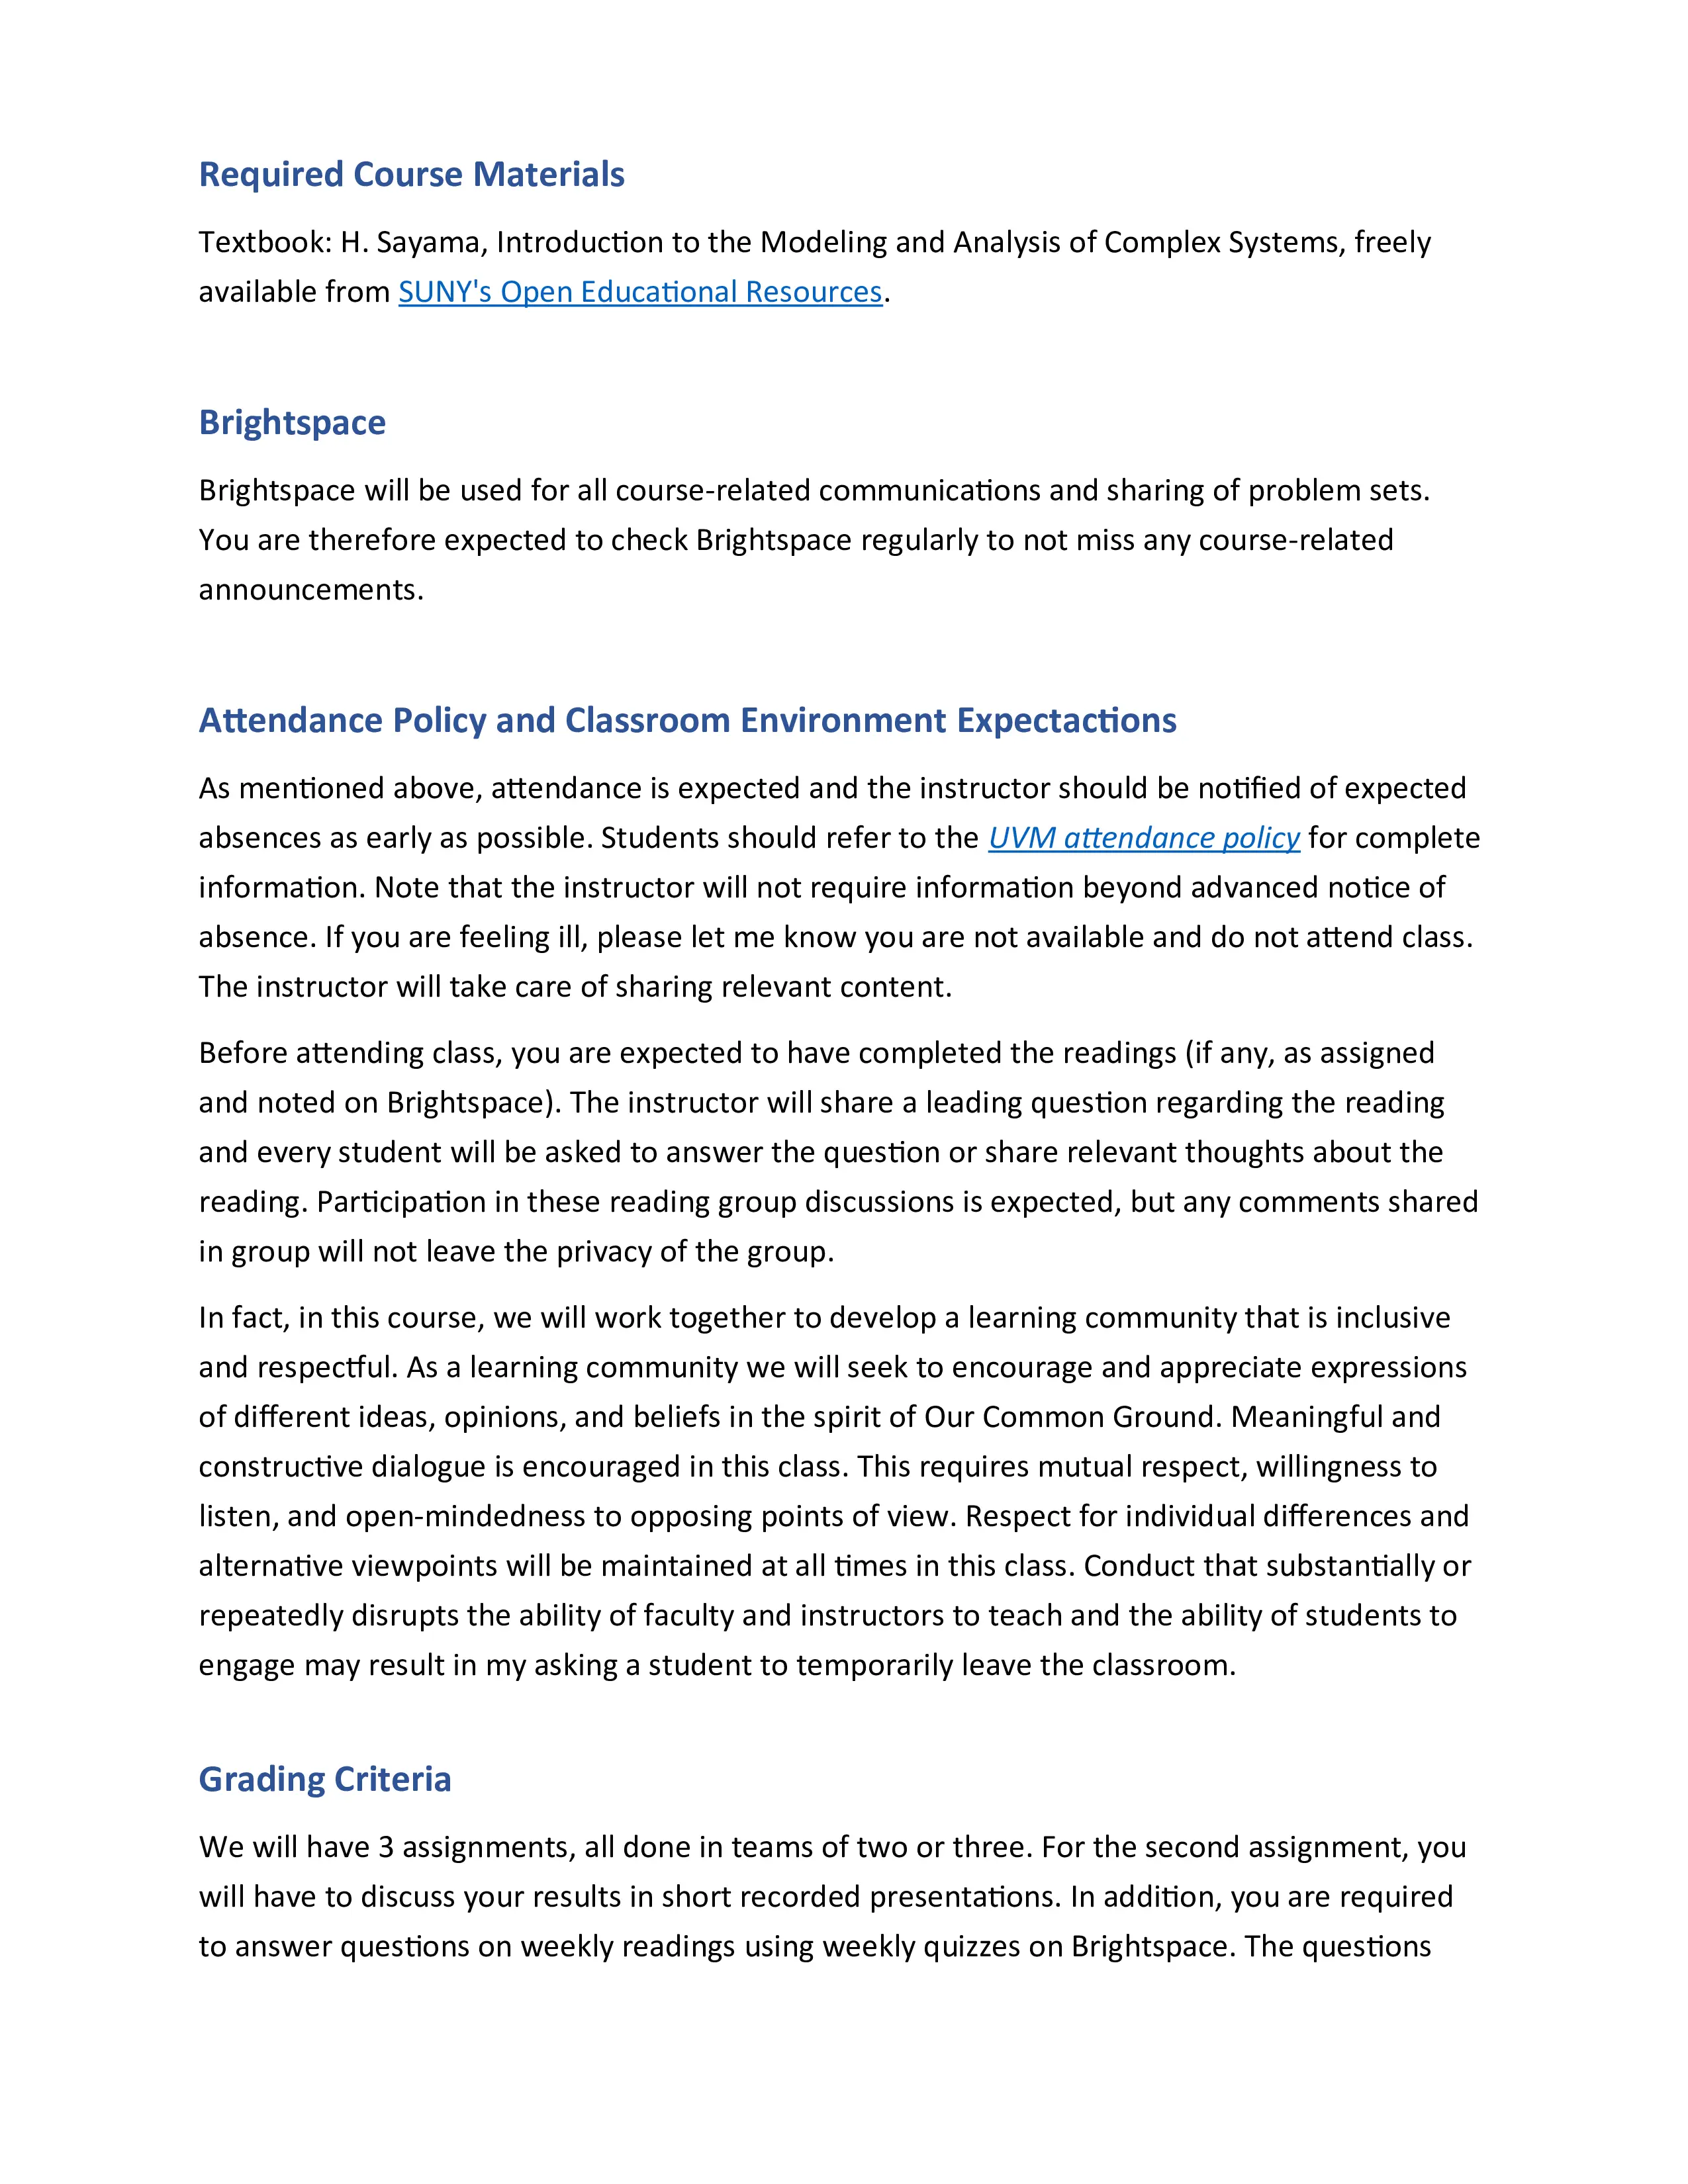 Required Course Materials
Textbook: H. Sayama, Introduction to the Modeling and Analysis of Complex Systems, freely
available from SUNY's Open Educational Resources.
Brightspace
Brightspace will be used for all course-related communications and sharing of problem sets.
You are therefore expected to check Brightspace regularly to not miss any course-related
announcements.
Attendance Policy and Classroom Environment Expectactions
As mentioned above, attendance is expected and the instructor should be notified of expected
absences as early as possible. Students should refer to the UVM attendance policy for complete
information. Note that the instructor will not require information beyond advanced notice of
absence. If you are feeling ill, please let me know you are not available and do not attend class.
The instructor will take care of sharing relevant content.
Before attending class, you are expected to have completed the readings (if any, as assigned
and noted on Brightspace). The instructor will share a leading question regarding the reading
and every student will be asked to answer the question or share relevant thoughts about the
reading. Participation in these reading group discussions is expected, but any comments shared
in group will not leave the privacy of the group.
In fact, in this course, we will work together to develop a learning community that is inclusive
and respectful. As a learning community we will seek to encourage and appreciate expressions
of different ideas, opinions, and beliefs in the spirit of Our Common Ground. Meaningful and
constructive dialogue is encouraged in this class. This requires mutual respect, willingness to
listen, and open-mindedness to opposing points of view. Respect for individual differences and
alternative viewpoints will be maintained at all times in this class. Conduct that substantially or
repeatedly disrupts the ability of faculty and instructors to teach and the ability of students to
engage may result in my asking a student to temporarily leave the classroom.
Grading Criteria
We will have 3 assignments, all done in teams of two or three. For the second assignment, you
will have to discuss your results in short recorded presentations. In addition, you are required
to answer questions on weekly readings using weekly quizzes on Brightspace. The questions